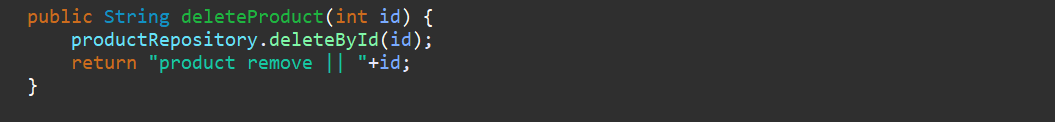 public String deleteProduct(int id) {
    productRepository.deleteById(id);
    return "product remove || "+id;
}